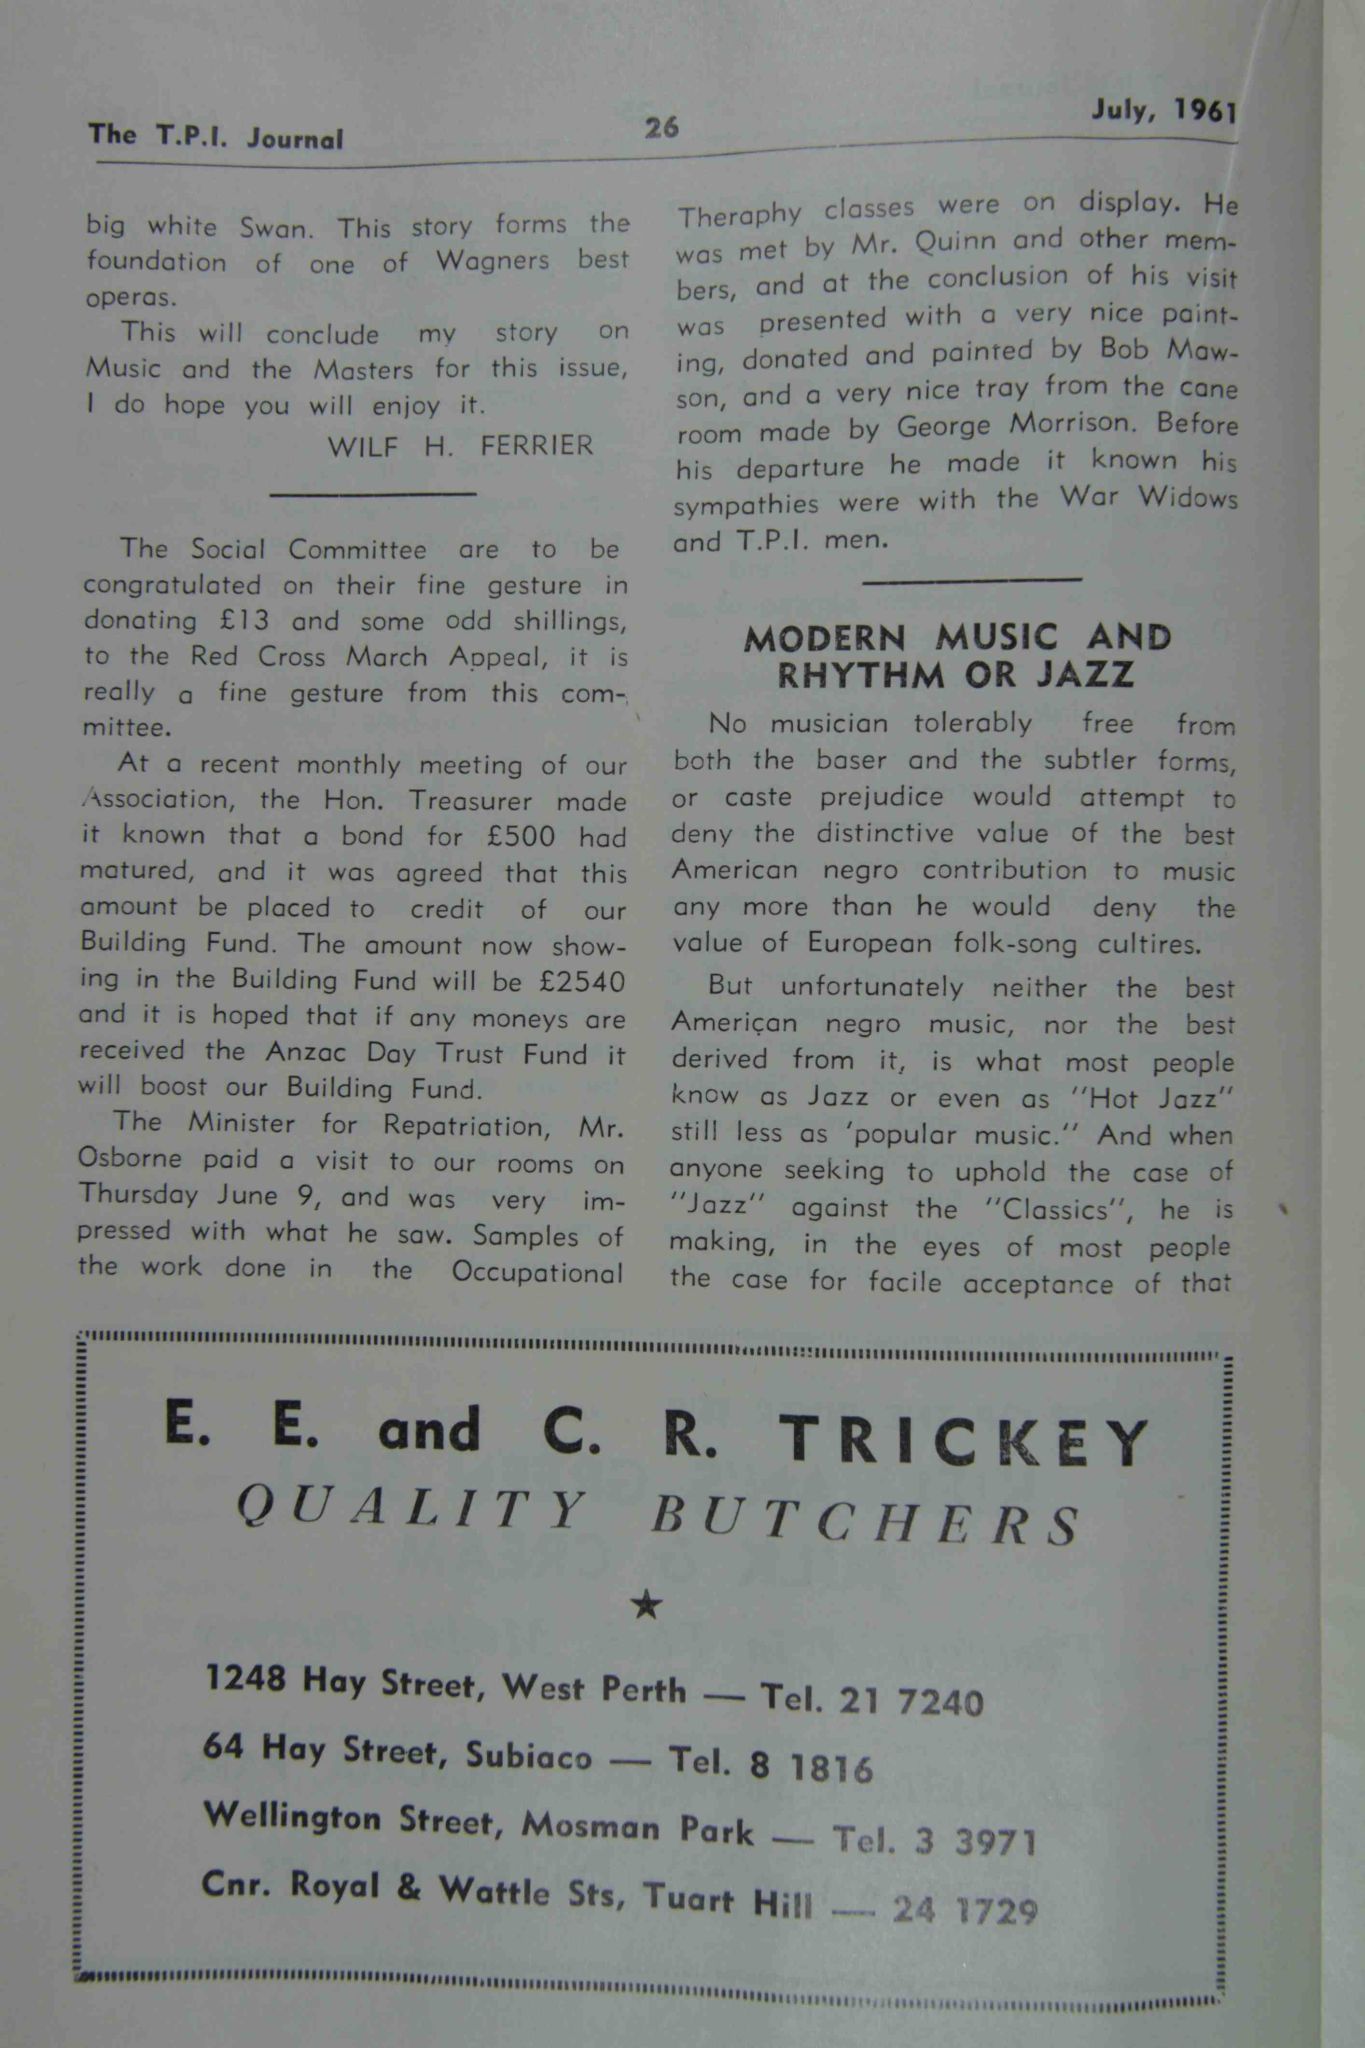 The T.P.I. Journal
26
July, 1961
big white Swan. This story forms the
foundation of one of Wagners best
operas.
This will conclude my story on
Music and the Masters for this issue,
I do hope you will enjoy it.
WILF H. FERRIER
The Social Committee are to be
congratulated on their fine gesture in
donating £13 and some odd shillings,
to the Red Cross March Appeal, it is
really a fine gesture from this com-
mittee.
At a recent monthly meeting of our
Association, the Hon. Treasurer made
it known that a bond for £500 had
matured, and it was agreed that this
amount be placed to credit of our
Building Fund. The amount now show-
ing in the Building Fund will be £2540
and it is hoped that if any moneys are
received the Anzac Day Trust Fund it
will boost our Building Fund.
The Minister for Repatriation, Mr.
Osborne paid a visit to our rooms on
Thursday June 9, and was very im-
pressed with what he saw. Samples of
the work done in the Occupational
Theraphy classes were on display. He
was met by Mr. Quinn and other mem-
bers, and at the conclusion of his visit
was presented with a very nice paint-
ing, donated and painted by Bob Maw-
son, and a very nice tray from the cane
room made by George Morrison. Before
his departure he made it known his
sympathies were with the War Widows
and T.P.I. men.
MODERN MUSIC AND
RHYTHM OR JAZZ
No musician tolerably free from
both the baser and the subtler forms,
or caste prejudice would attempt to
deny the distinctive value of the best
American negro contribution to music
any more than he would deny the
value of European folk-song cultires.
But unfortunately neither the best
American negro music, nor the best
derived from it, is what most people
know as Jazz or even as "Hot Jazz"
still less as 'popular music." And when
anyone seeking to uphold the case of
"Jazz" against the "Classics", he is
making, in the eyes of most people
the case for facile acceptance of that
E. E. and C. R. TRICKEY
QUALITY BUTCHERS
★
1248 Hay Street, West Perth — Tel. 21 7240
64 Hay Street, Subiaco — Tel. 8 1816
Wellington Street, Mosman Park — Tel. 3 3971
Cnr. Royal & Wattle Sts, Tuart Hill — 24 1729